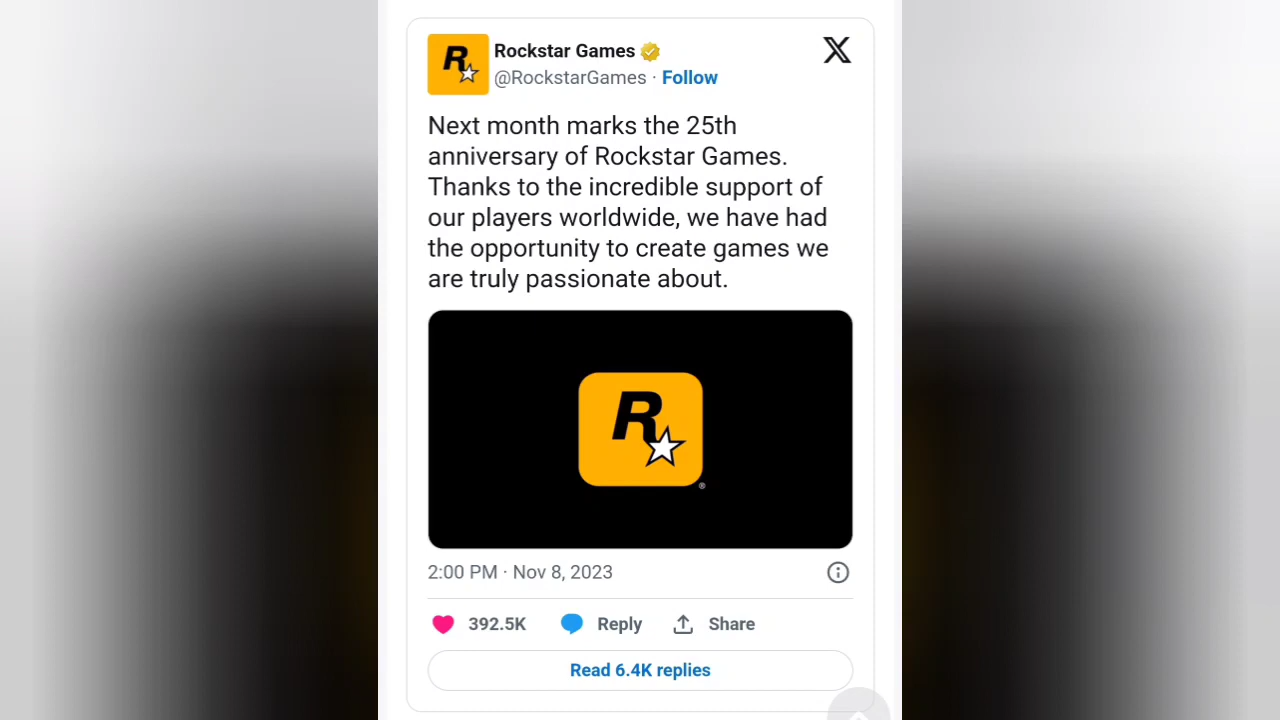 Rockstar Games
@RockstarGames · Follow
Next month marks the 25th
anniversary of Rockstar Games.
Thanks to the incredible support of
our players worldwide, we have had
the opportunity to create games we
are truly passionate about.
R
R
®
2:00 PM · Nov 8, 2023
392.5K Reply Share
Read 6.4K replies